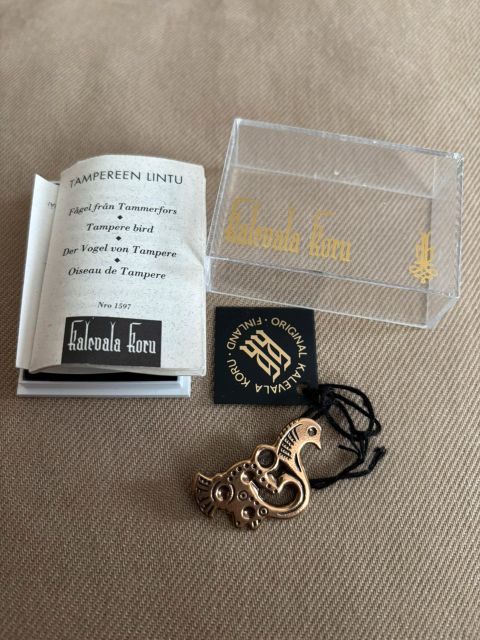 TAMPEREEN LINTU
Fågel från Tammerfors
Tampere bird
Der Vogel von Tampere
Oiseau de Tampere
Nro 1597
Kalevala Koru
Kalevala Koru
ORIGINAL KALEVALA KORU · FINLAND ·